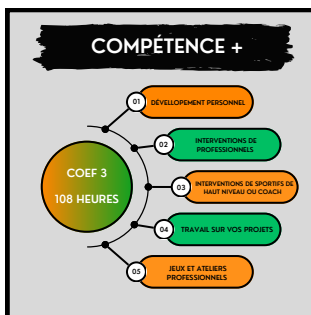 COMPÉTENCE +
01
DÉVELLOPEMENT PERSONNEL
02
INTERVENTIONS DE
PROFESSIONNELS
COEF 3
108 HEURES
03
INTERVENTIONS DE SPORTIFS DE
HAUT NIVEAU OU COACH
04
TRAVAIL SUR VOS PROJETS
05
JEUX ET ATELIERS
PROFESSIONNELS